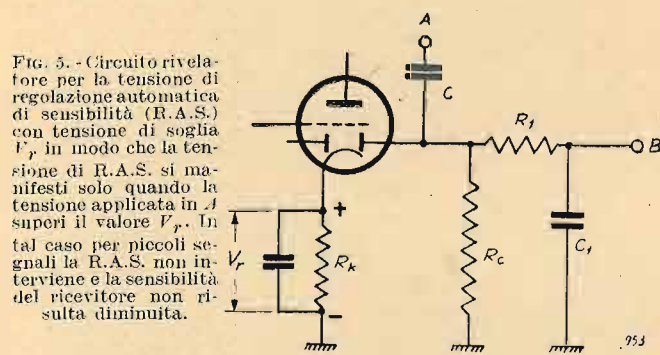 FIG. 5. - Circuito rivela-
tore per la tensione di
regolazione automatica
di sensibilità (R.A.S.)
con tensione di soglia
Vr in modo che la ten-
sione di R.A.S. si ma-
nifesti solo quando la
tensione applicata in A
superi il valore Vr. In
tal caso per piccoli se-
gnali la R.A.S. non in-
terviene e la sensibilità
del ricevitore non ri-
sulta diminuita.
A
C
R1
B
+
Vr
Rk
Rc
C1
-
953